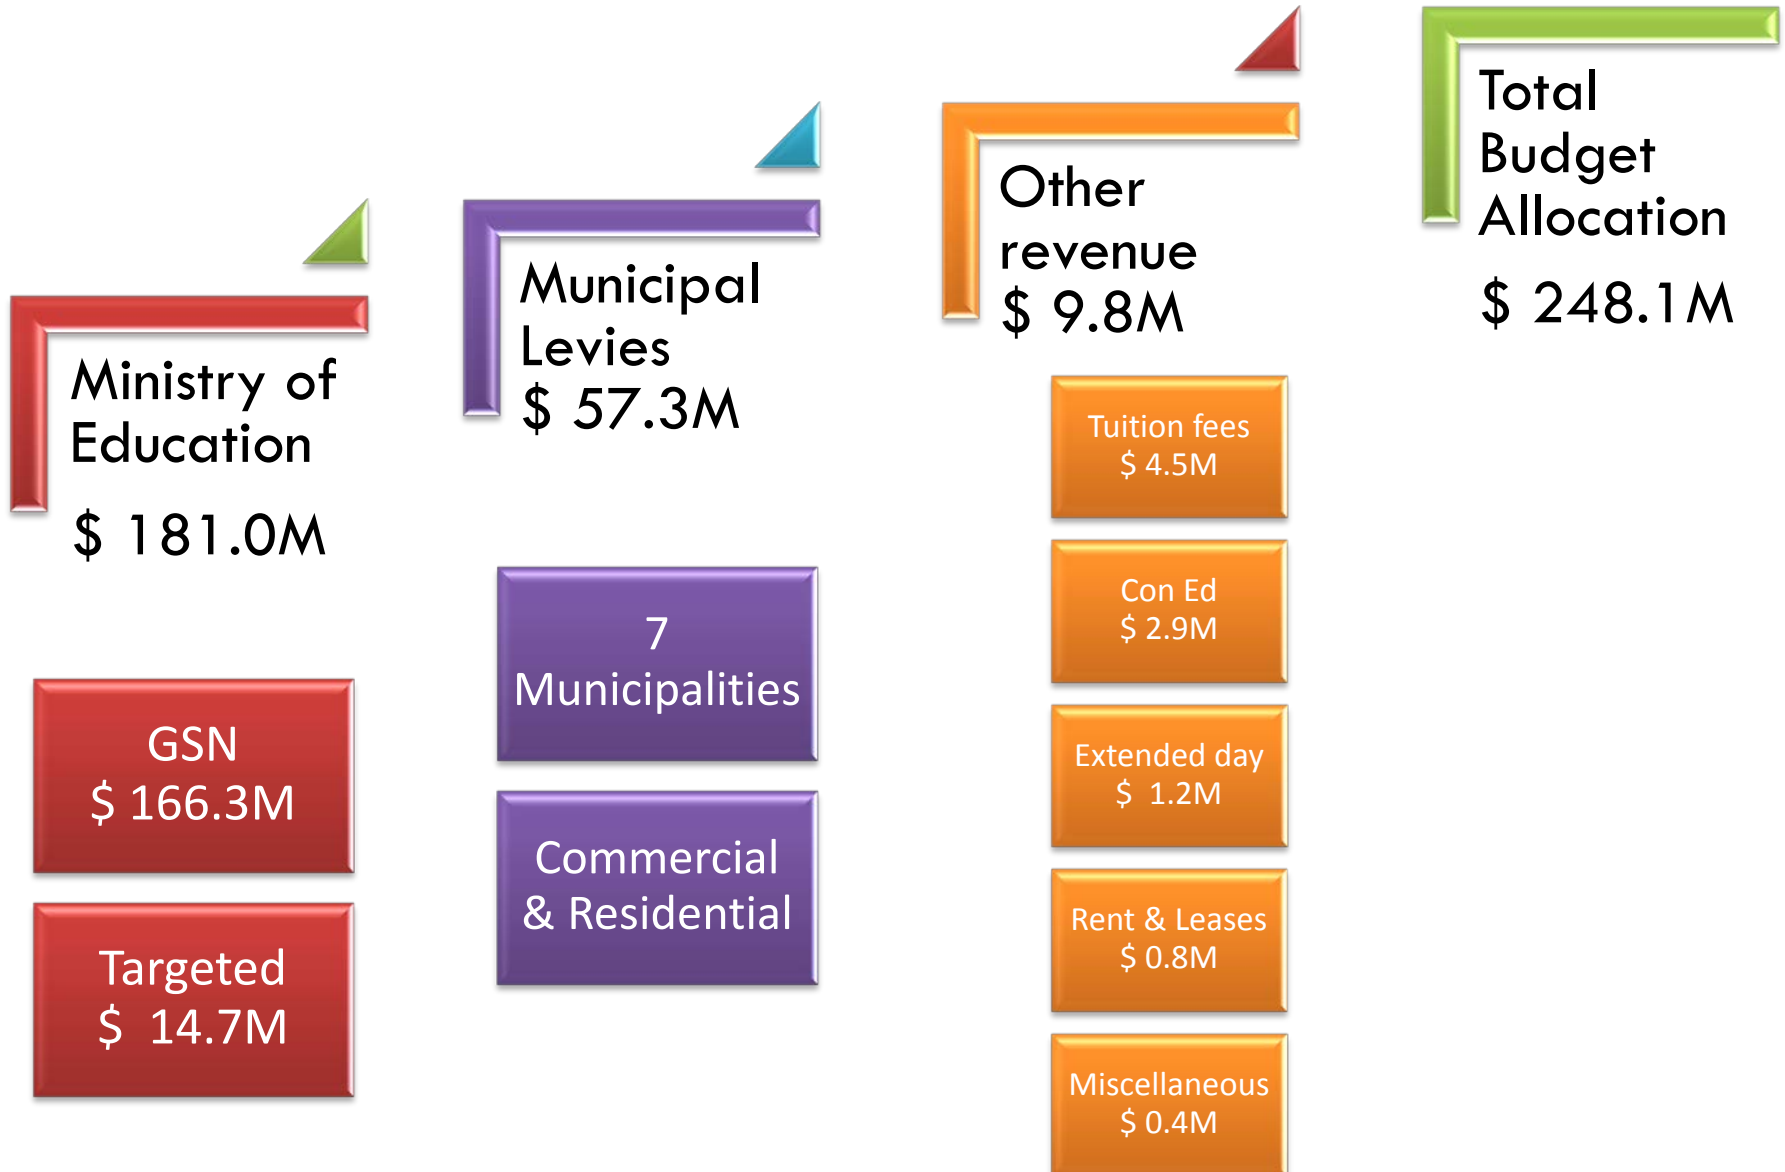 Ministry of
Education
$ 181.0M
GSN
$ 166.3M
Targeted
$ 14.7M
Municipal
Levies
$ 57.3M
7
Municipalities
Commercial
& Residential
Other
revenue
$ 9.8M
Tuition fees
$ 4.5M
Con Ed
$ 2.9M
Extended day
$ 1.2M
Rent & Leases
$ 0.8M
Miscellaneous
$ 0.4M
Total
Budget
Allocation
$ 248.1M